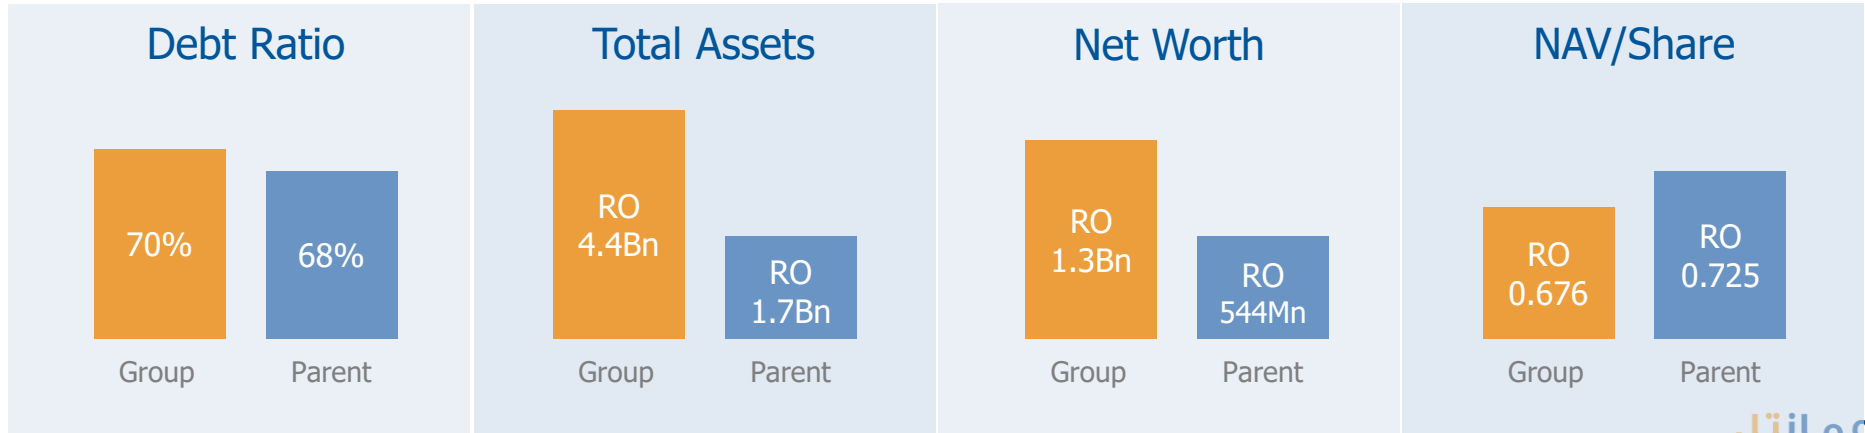 Debt Ratio
70%
68%
Group
Parent
Total Assets
RO
4.4Bn
RO
1.7Bn
Group
Parent
Net Worth
RO
1.3Bn
RO
544Mn
Group
Parent
NAV/Share
RO
0.676
RO
0.725
Group
Parent